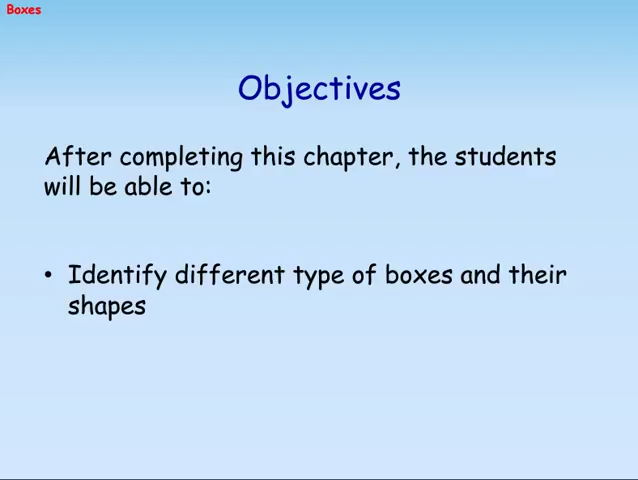 Boxes
Objectives
After completing this chapter, the students
will be able to:
• Identify different type of boxes and their
shapes